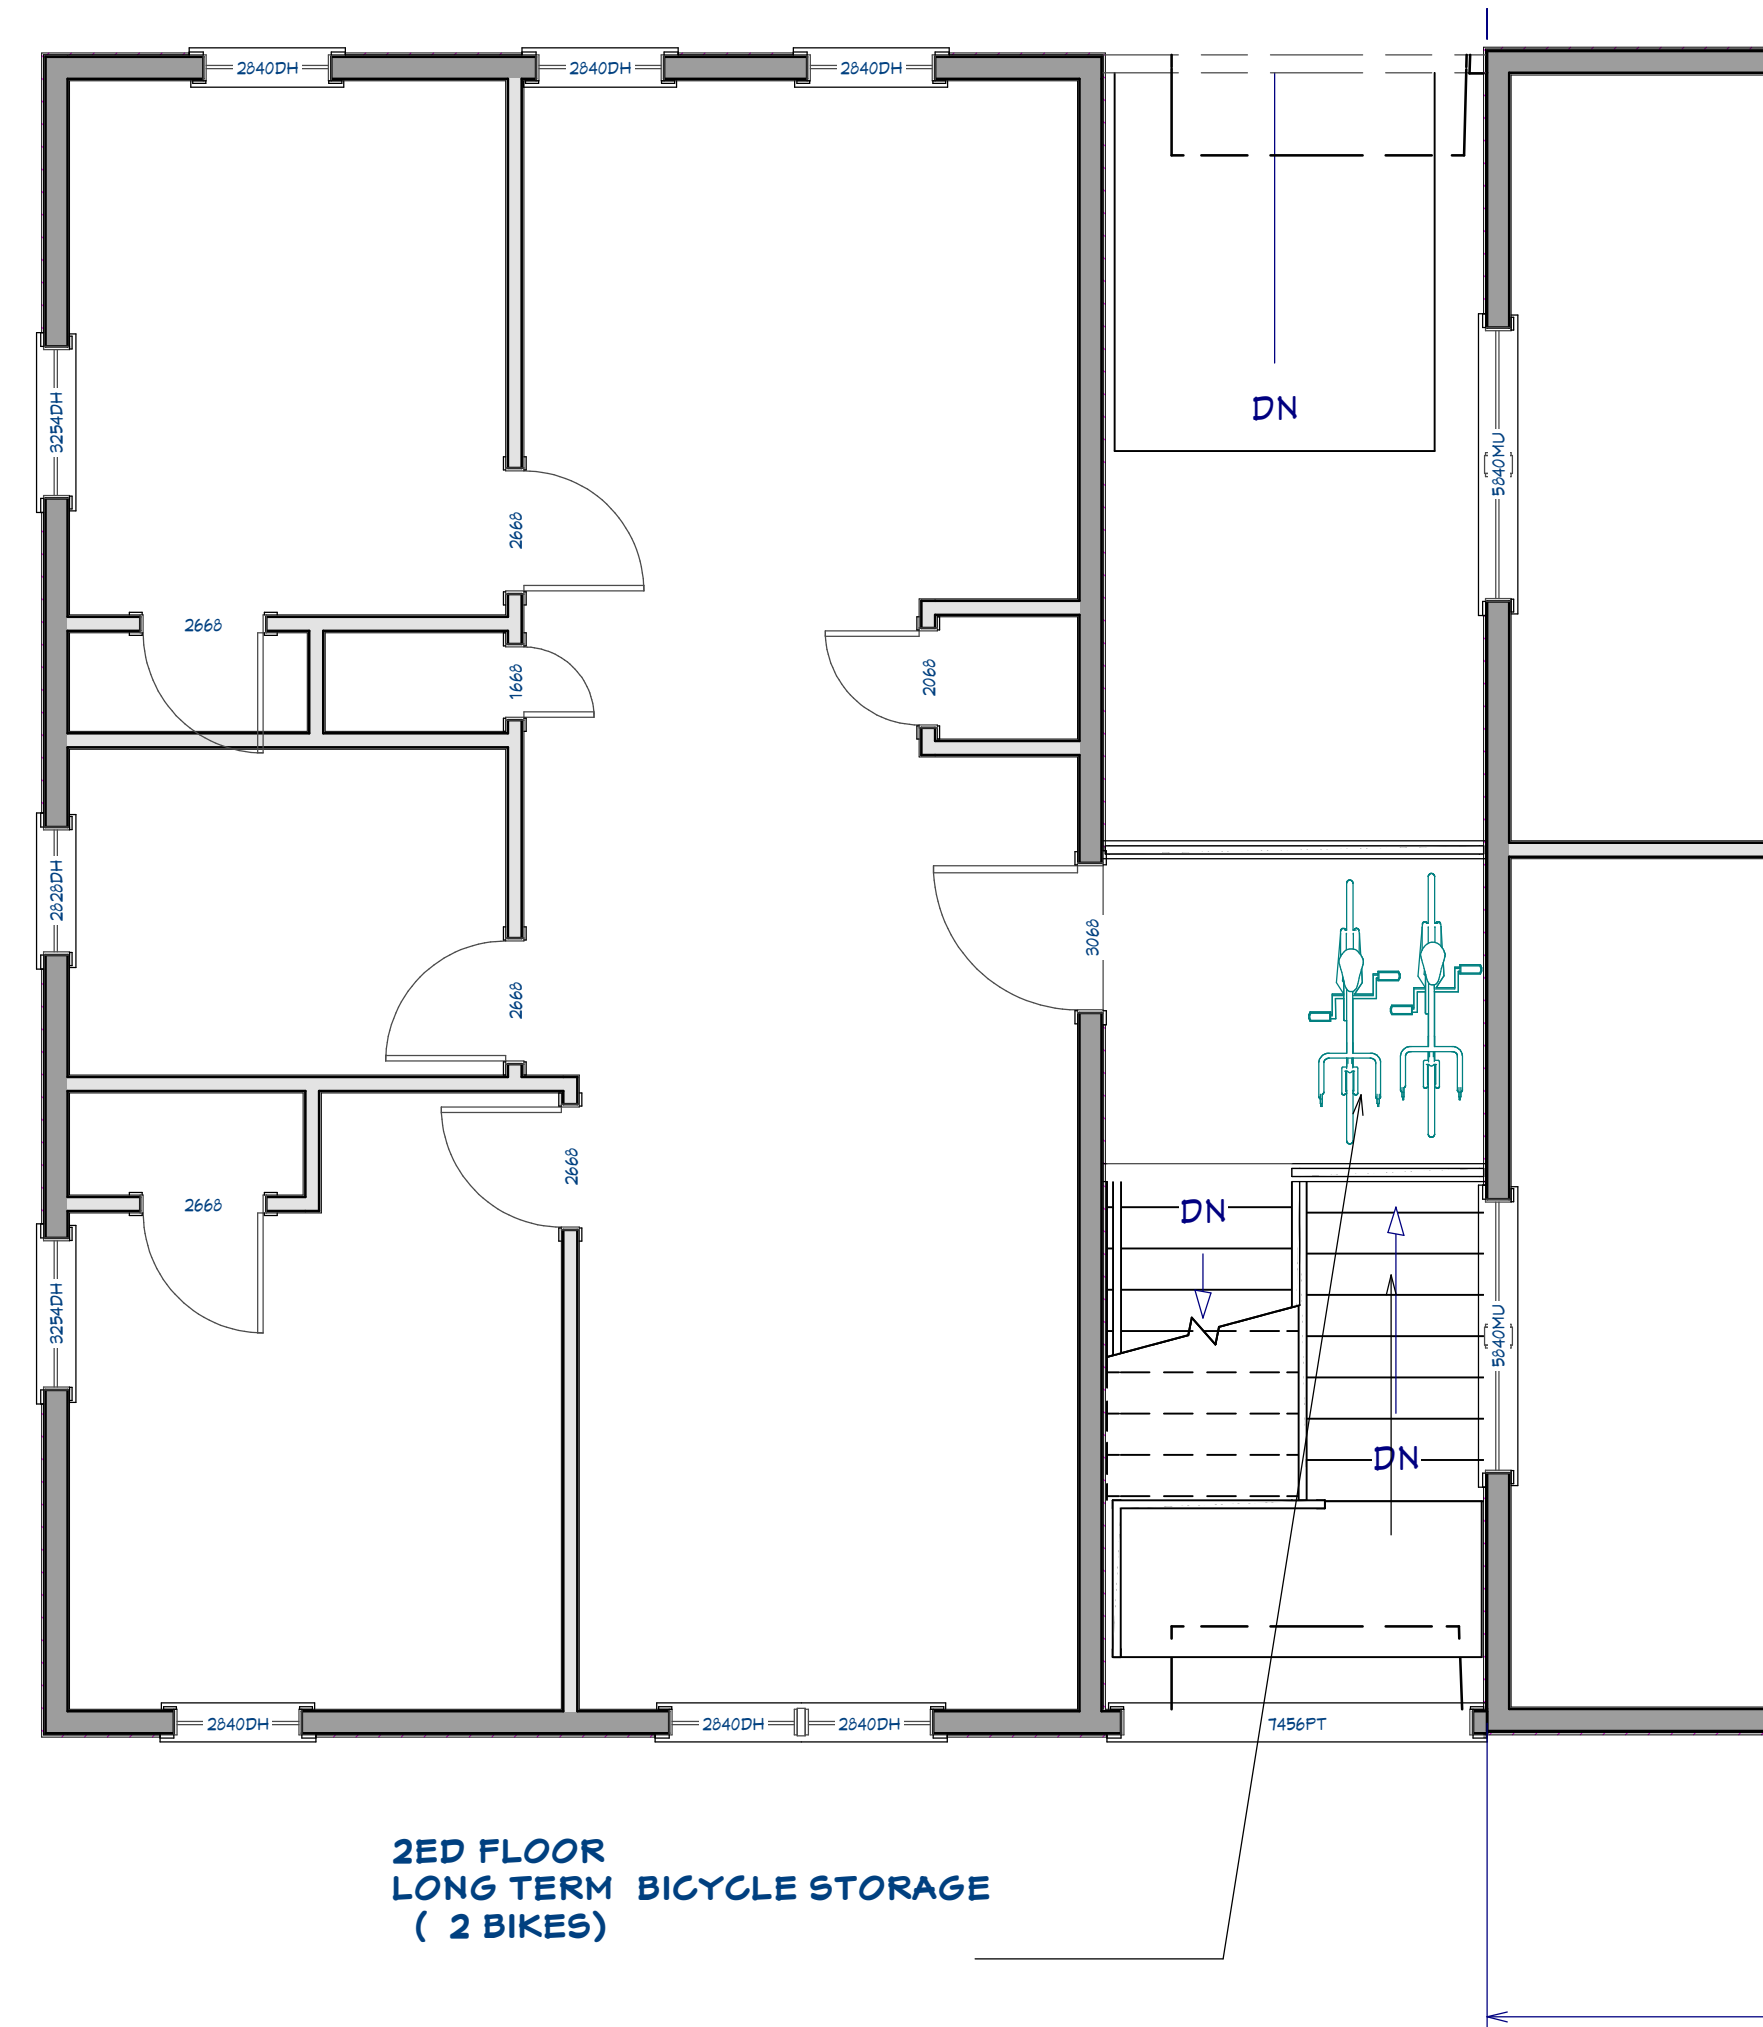 2840DH
2840DH
2840DH
3254DH
DN
5840MU
2668
2668
1668
2068
2828DH
3068
2668
2668
2668
DN
3254DH
5840MU
DN
2840DH
2840DH
2840DH
7456PT
2ED FLOOR
LONG TERM BICYCLE STORAGE
( 2 BIKES)